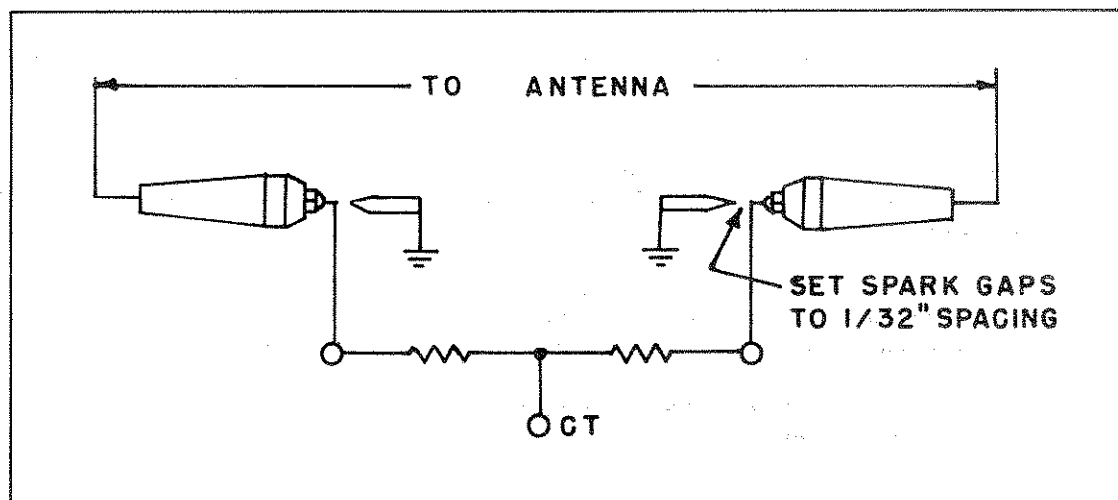 TO ANTENNA
SET SPARK GAPS
TO 1/32" SPACING
CT